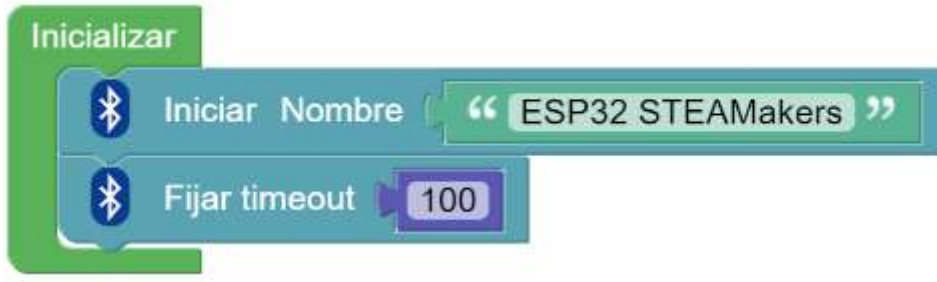 Inicializar
Iniciar Nombre “ ESP32 STEAMakers ”
Fijar timeout 100